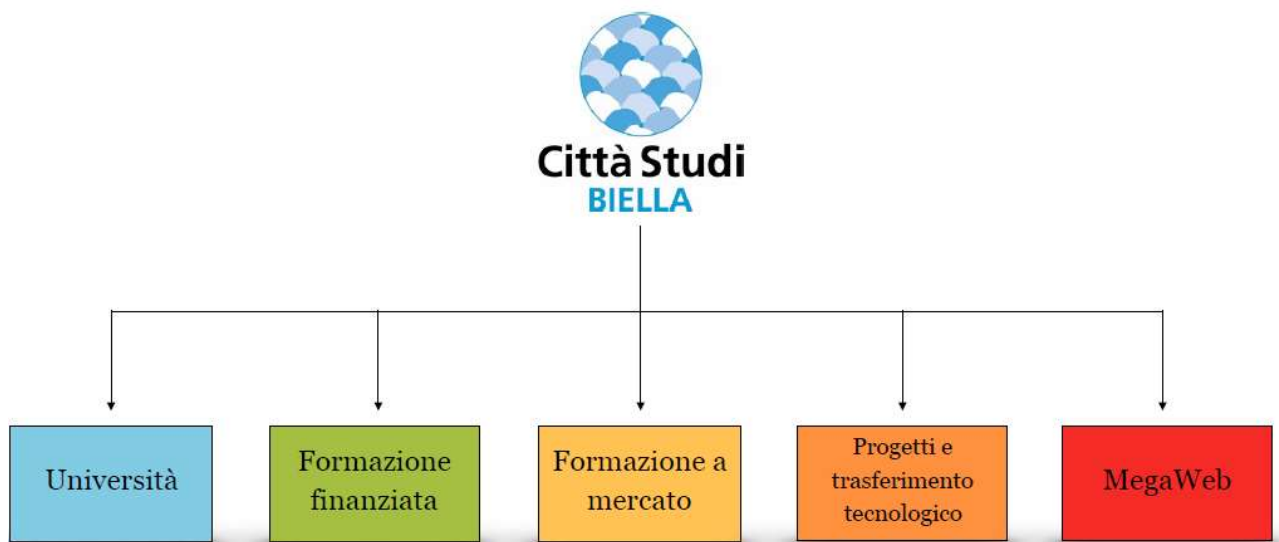 Città Studi
BIELLA
Università
Formazione
finanziata
Formazione a
mercato
Progetti e
trasferimento
tecnologico
MegaWeb